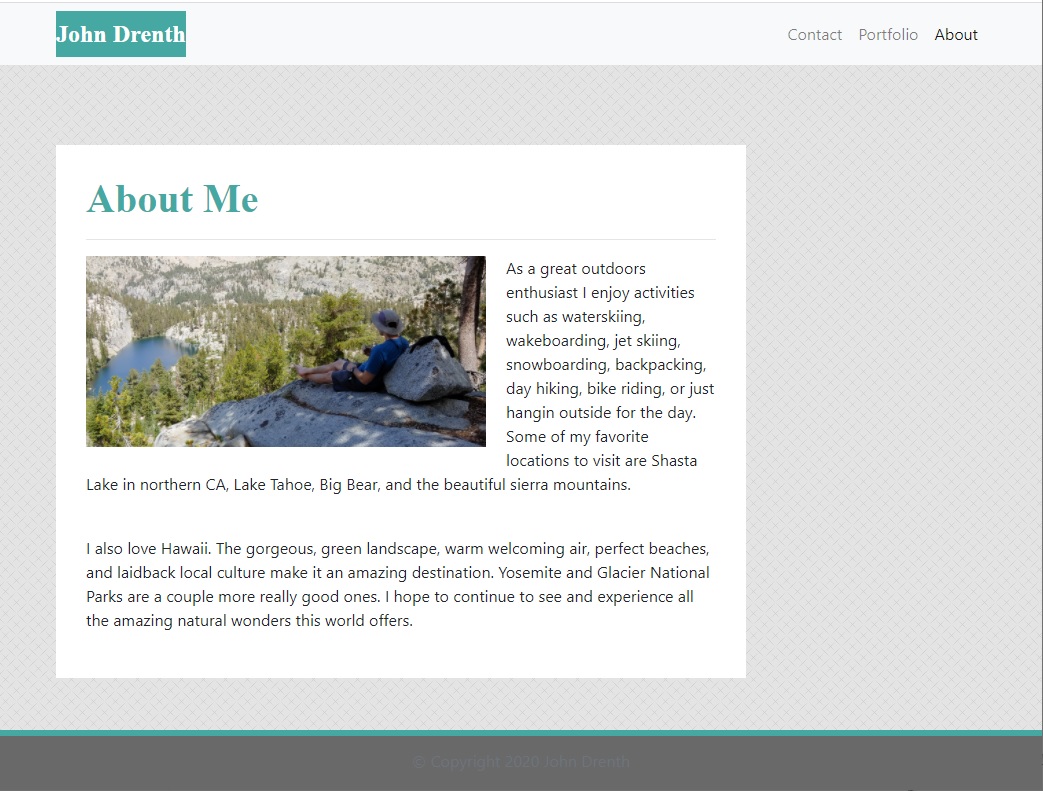 John Drenth
Contact Portfolio About
About Me
As a great outdoors
enthusiast I enjoy activities
such as waterskiing,
wakeboarding, jet skiing,
snowboarding, backpacking,
day hiking, bike riding, or just
hangin outside for the day.
Some of my favorite
locations to visit are Shasta
Lake in northern CA, Lake Tahoe, Big Bear, and the beautiful sierra mountains.
I also love Hawaii. The gorgeous, green landscape, warm welcoming air, perfect beaches,
and laidback local culture make it an amazing destination. Yosemite and Glacier National
Parks are a couple more really good ones. I hope to continue to see and experience all
the amazing natural wonders this world offers.
© Copyright 2020 John Drenth